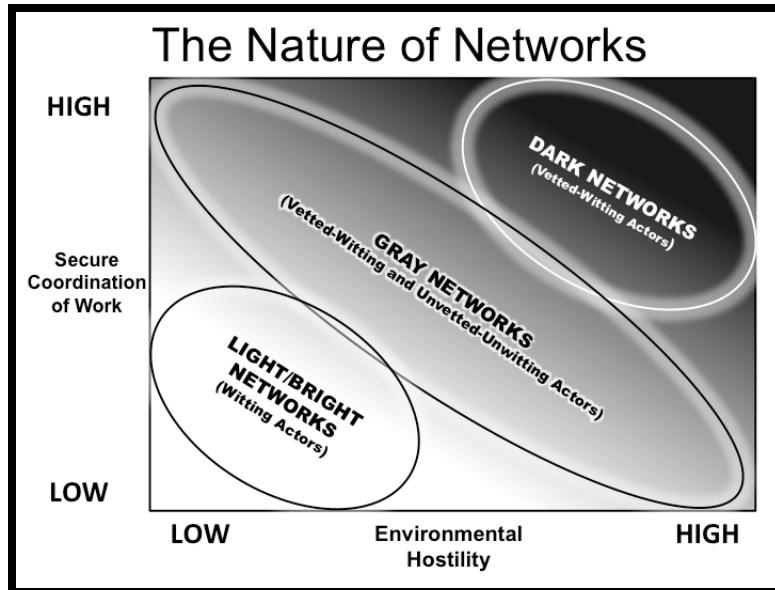 The Nature of Networks
HIGH
DARK NETWORKS
(Vetted-Witting Actors)
GRAY NETWORKS
(Vetted-Witting and Unvetted-Unwitting Actors)
Secure
Coordination
of Work
LIGHT/BRIGHT
NETWORKS
(Witting Actors)
LOW
LOW
Environmental
Hostility
HIGH